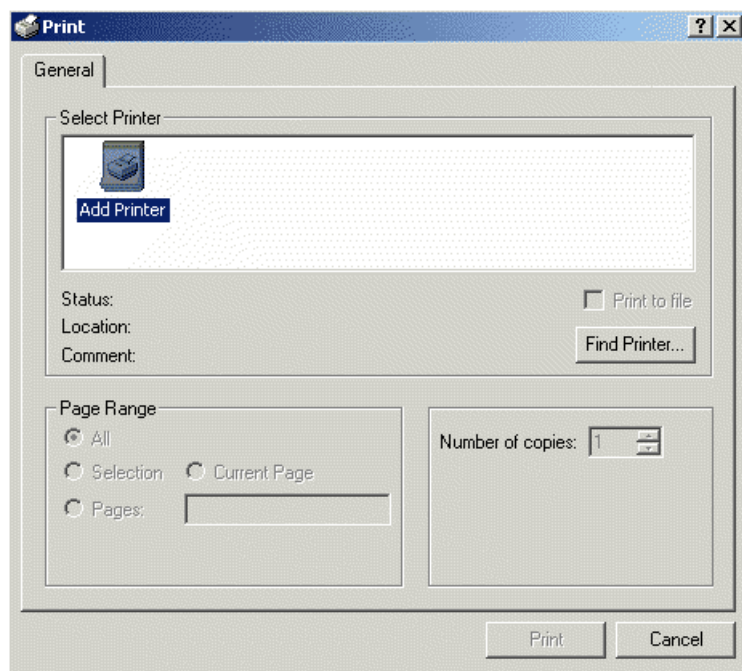 Print
General
Select Printer
Add Printer
Status:
Print to file
Location:
Find Printer...
Comment:
Page Range
All
Number of copies: 1
Selection Current Page
Pages:
Print Cancel